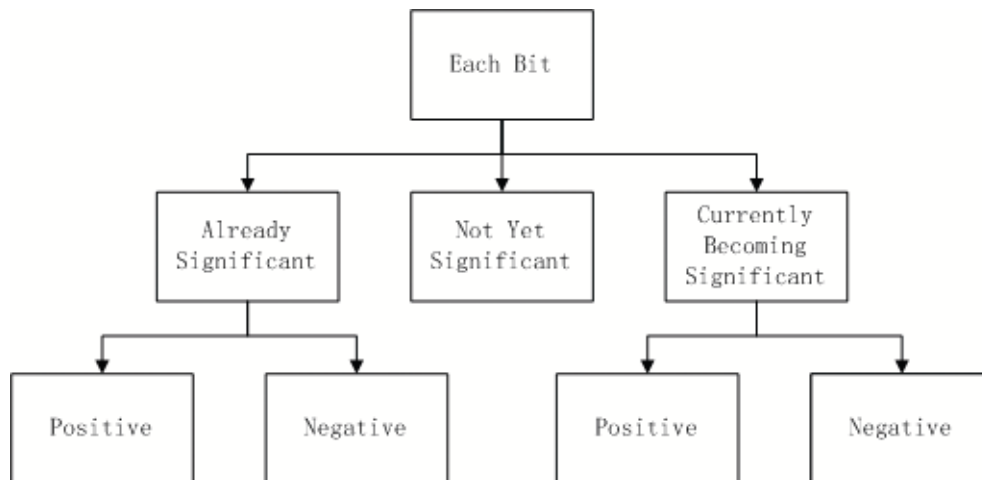 Each Bit
Already
Significant
Not Yet
Significant
Currently
Becoming
Significant
Positive
Negative
Positive
Negative